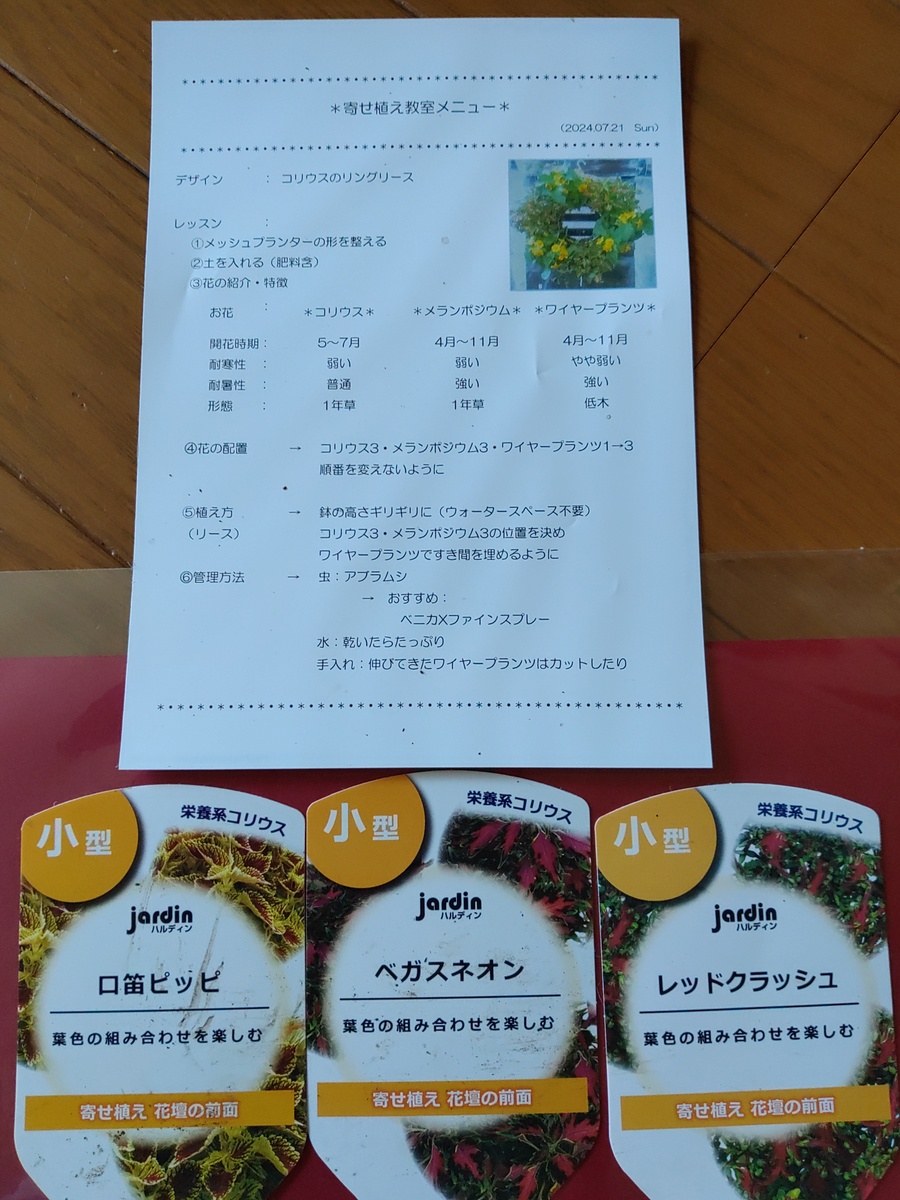 ＊寄せ植え教室メニュー＊
（2024.07.21　Sun）
デザイン　：　コリウスのリングリース
レッスン　：
①メッシュプランターの形を整える
②土を入れる（肥料含）
③花の紹介・特徴
お花　：　＊コリウス＊　＊メランポジウム＊　＊ワイヤープランツ＊
開花時期：　5～7月　4月～11月　4月～11月
耐寒性　：　弱い　弱い　やや弱い
耐暑性　：　普通　強い　強い
形態　：　1年草　1年草　低木
④花の配置　→　コリウス3・メランポジウム3・ワイヤープランツ1→3
順番を変えないように
⑤植え方　→　鉢の高さギリギリに（ウォータースペース不要）
（リース）　コリウス3・メランポジウム3の位置を決め
ワイヤープランツですき間を埋めるように
⑥管理方法　→　虫：アブラムシ
→　おすすめ：
ベニカXファインスプレー
水：乾いたらたっぷり
手入れ：伸びてきたワイヤープランツはカットしたり
小型
栄養系コリウス
jardin
ハルディン
口笛ピッピ
葉色の組み合わせを楽しむ
寄せ植え 花壇の前面
小型
栄養系コリウス
jardin
ハルディン
ベガスネオン
葉色の組み合わせを楽しむ
寄せ植え 花壇の前面
小型
栄養系コリウス
jardin
ハルディン
レッドクラッシュ
葉色の組み合わせを楽しむ
寄せ植え 花壇の前面